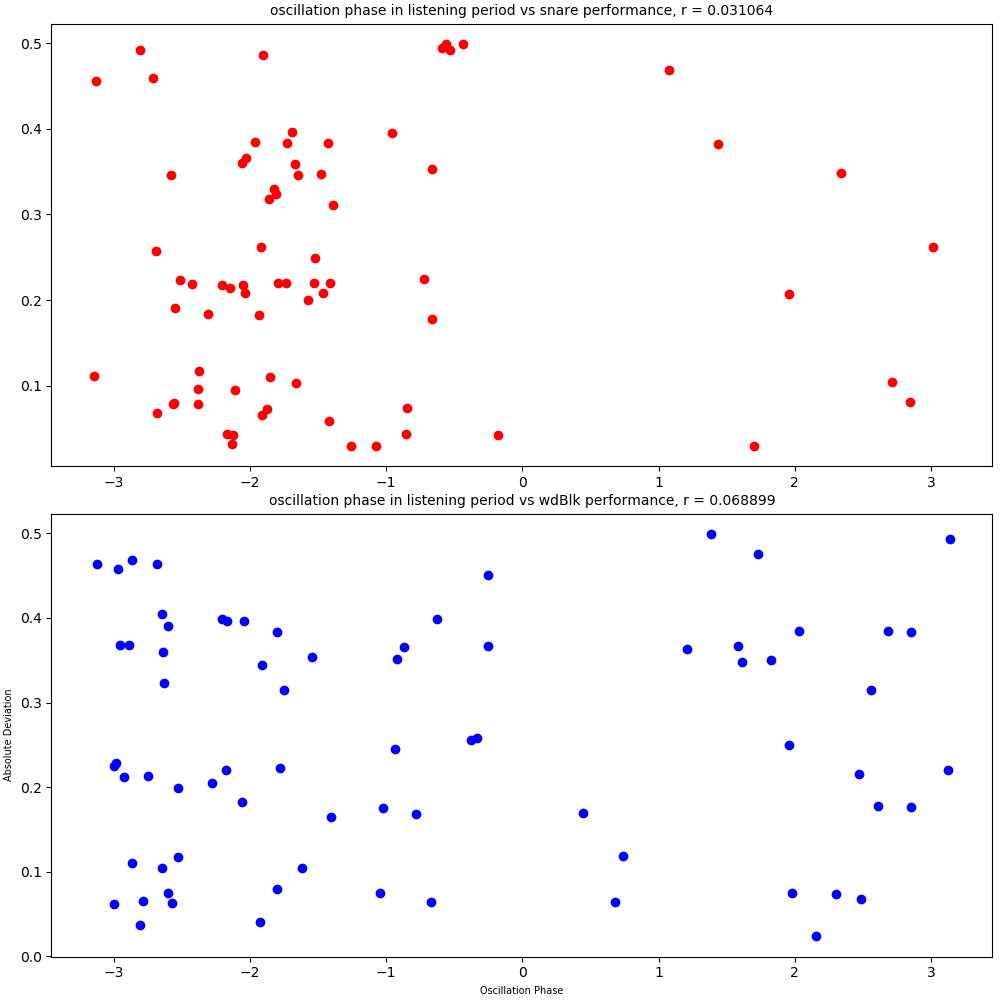 oscillation phase in listening period vs snare performance, r = 0.031064
0.5
0.4
0.3
0.2
0.1
−3 −2 −1 0 1 2 3
oscillation phase in listening period vs wdBlk performance, r = 0.068899
0.5
0.4
0.3
0.2
0.1
0.0
Absolute Deviation
−3 −2 −1 0 1 2 3
Oscillation Phase